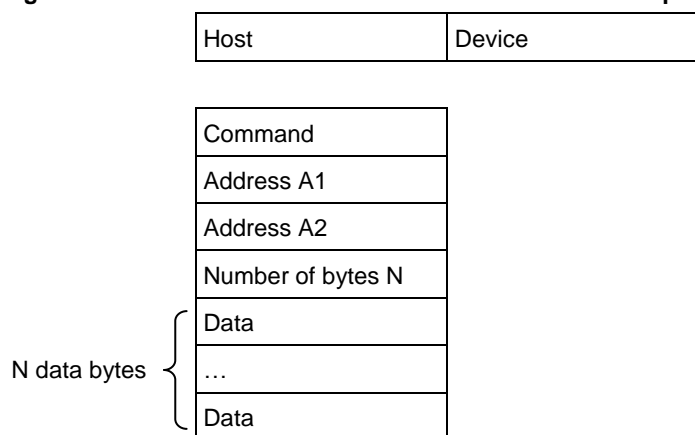 Host Device
Command
Address A1
Address A2
Number of bytes N
Data
N data bytes …
Data